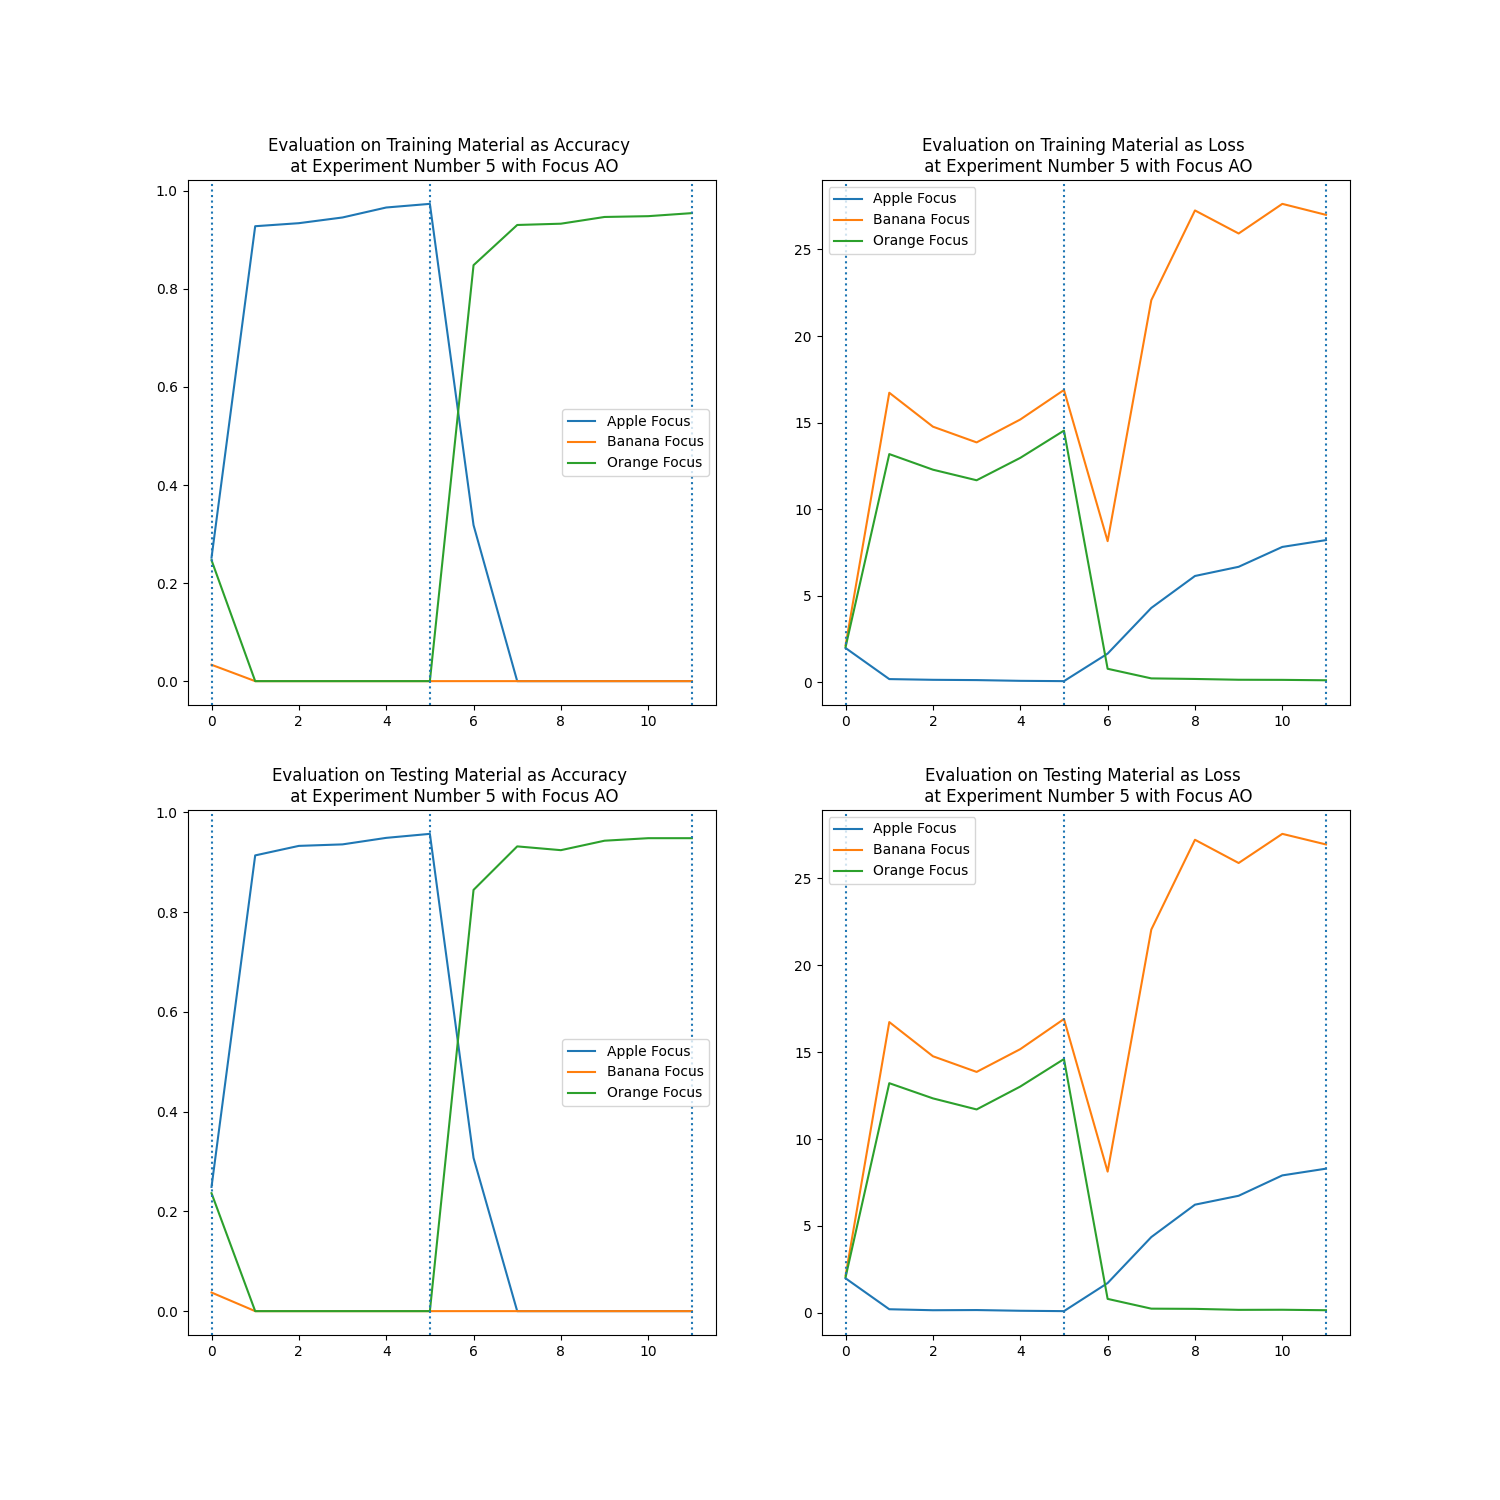 Evaluation on Training Material as Accuracy
at Experiment Number 5 with Focus AO
1.0
0.8
0.6
0.4
0.2
0.0
Apple Focus
Banana Focus
Orange Focus
0 2 4 6 8 10
Evaluation on Training Material as Loss
at Experiment Number 5 with Focus AO
Apple Focus
Banana Focus
Orange Focus
25
20
15
10
5
0
0 2 4 6 8 10
Evaluation on Testing Material as Accuracy
at Experiment Number 5 with Focus AO
1.0
0.8
0.6
0.4
0.2
0.0
Apple Focus
Banana Focus
Orange Focus
0 2 4 6 8 10
Evaluation on Testing Material as Loss
at Experiment Number 5 with Focus AO
Apple Focus
Banana Focus
Orange Focus
25
20
15
10
5
0
0 2 4 6 8 10